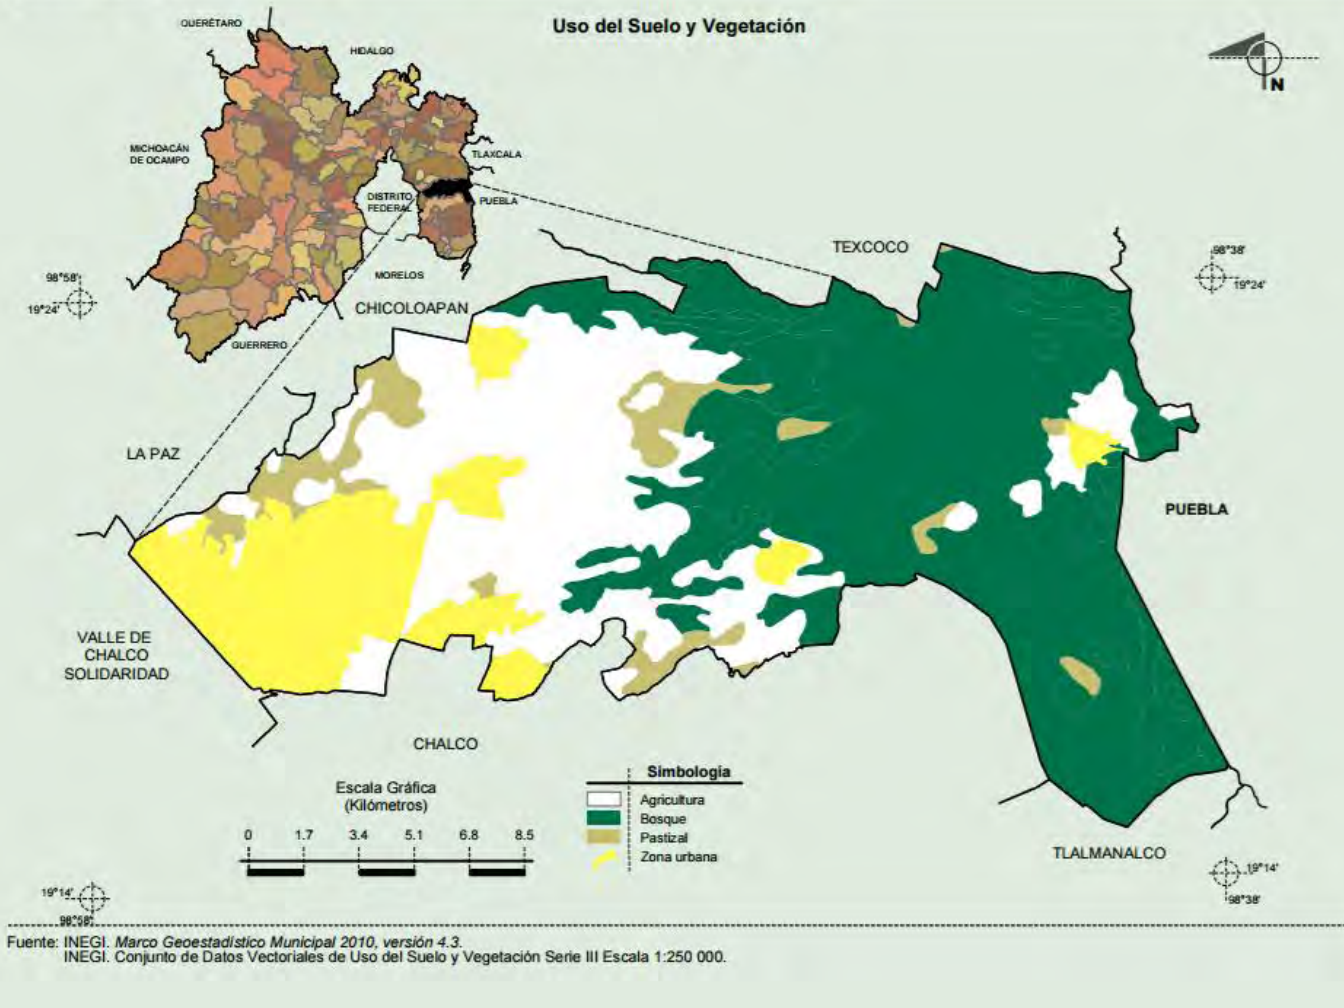 Uso del Suelo y Vegetación
QUERÉTARO
HIDALGO
N
MICHOACÁN
DE OCAMPO
TLAXCALA
DISTRITO
FEDERAL
PUEBLA
MORELOS
GUERRERO
98°58'
19°24'
98°38'
19°24'
TEXCOCO
CHICOLOAPAN
LA PAZ
PUEBLA
VALLE DE
CHALCO
SOLIDARIDAD
CHALCO
TLALMANALCO
Escala Gráfica
(Kilómetros)
0 1.7 3.4 5.1 6.8 8.5
Simbología
Agricultura
Bosque
Pastizal
Zona urbana
19°14'
98°58'
19°14'
98°38'
Fuente: INEGI. Marco Geoestadístico Municipal 2010, versión 4.3.
INEGI. Conjunto de Datos Vectoriales de Uso del Suelo y Vegetación Serie III Escala 1:250 000.